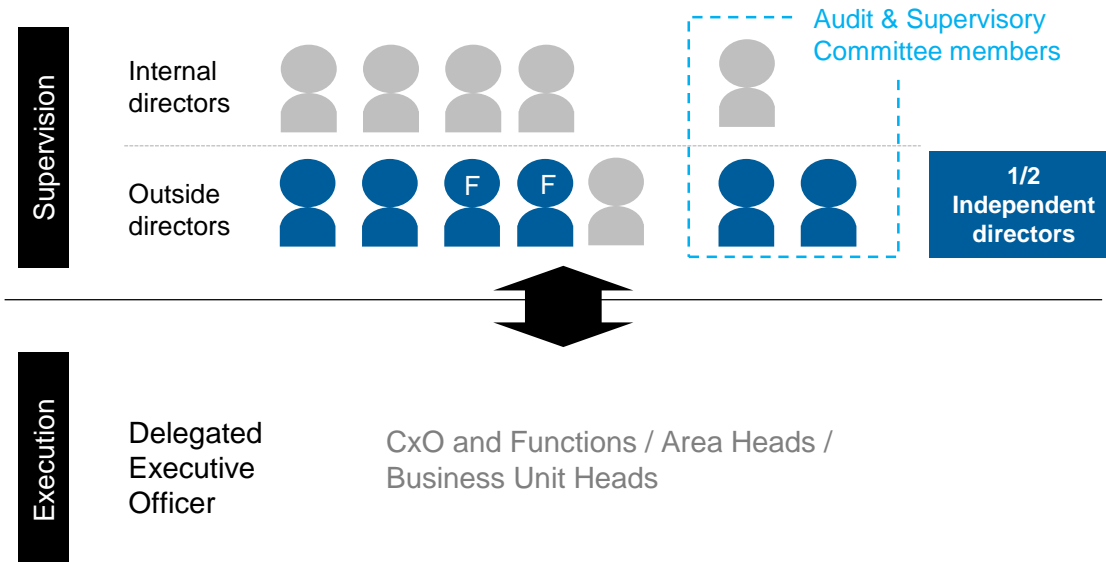 Audit & Supervisory
Committee members
Supervision
Internal
directors
Outside
directors
F
F
1/2
Independent
directors
Execution
Delegated
Executive
Officer
CxO and Functions / Area Heads /
Business Unit Heads